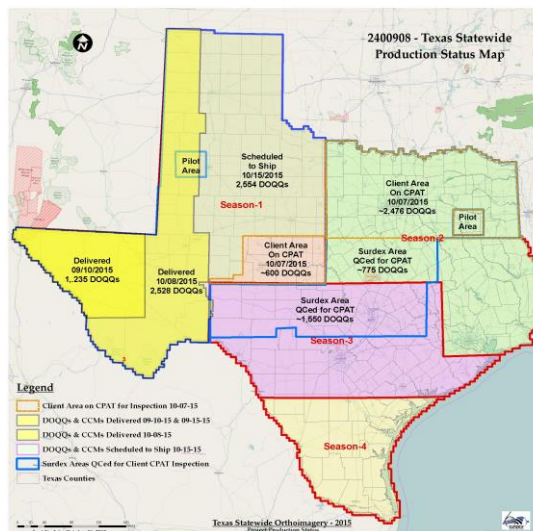 2400908 - Texas Statewide
Production Status Map
N
Pilot
Area
Scheduled
to Ship
10/15/2015
2,554 DOQQs
Season-1
Client Area
On CPAT
10/07/2015
~2,476 DOQQs
Pilot
Area
Season-2
Client Area
On CPAT
10/07/2015
~600 DOQQs
Surdex Area
QCed for CPAT
~775 DOQQs
Delivered
09/10/2015
1,.235 DOQQs
Delivered
10/08/2015
2,528 DOQQs
Surdex Area
QCed for CPAT
~1,550 DOQQs
Season-3
Season-4
Legend
Client Area on CPAT for Inspection 10-07-15
DOQQs & CCMs Delivered 09-10-15 & 09-15-15
DOQQs & CCMs Delivered 10-08-15
DOQQs & CCMs Scheduled to Ship 10-15-15
Surdex Areas QCed for Client CPAT Inspection
Texas Counties
Texas Statewide Orthoimagery - 2015
Project Production Status